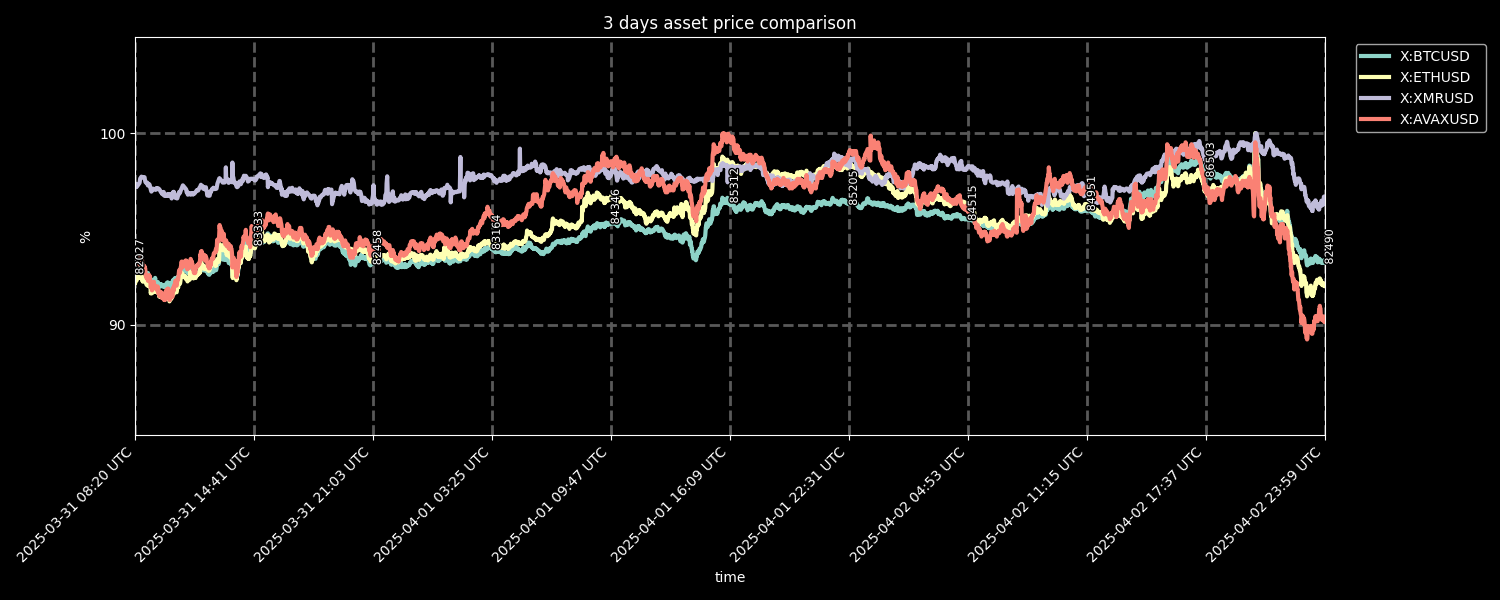 3 days asset price comparison
X:BTCUSD
X:ETHUSD
X:XMRUSD
X:AVAXUSD
100
90
%
82027
83333
82458
83164
84346
85312
85205
84515
84951
86503
82490
2025-03-31 08:20 UTC
2025-03-31 14:41 UTC
2025-03-31 21:03 UTC
2025-04-01 03:25 UTC
2025-04-01 09:47 UTC
2025-04-01 16:09 UTC
2025-04-01 22:31 UTC
2025-04-02 04:53 UTC
2025-04-02 11:15 UTC
2025-04-02 17:37 UTC
2025-04-02 23:59 UTC
time